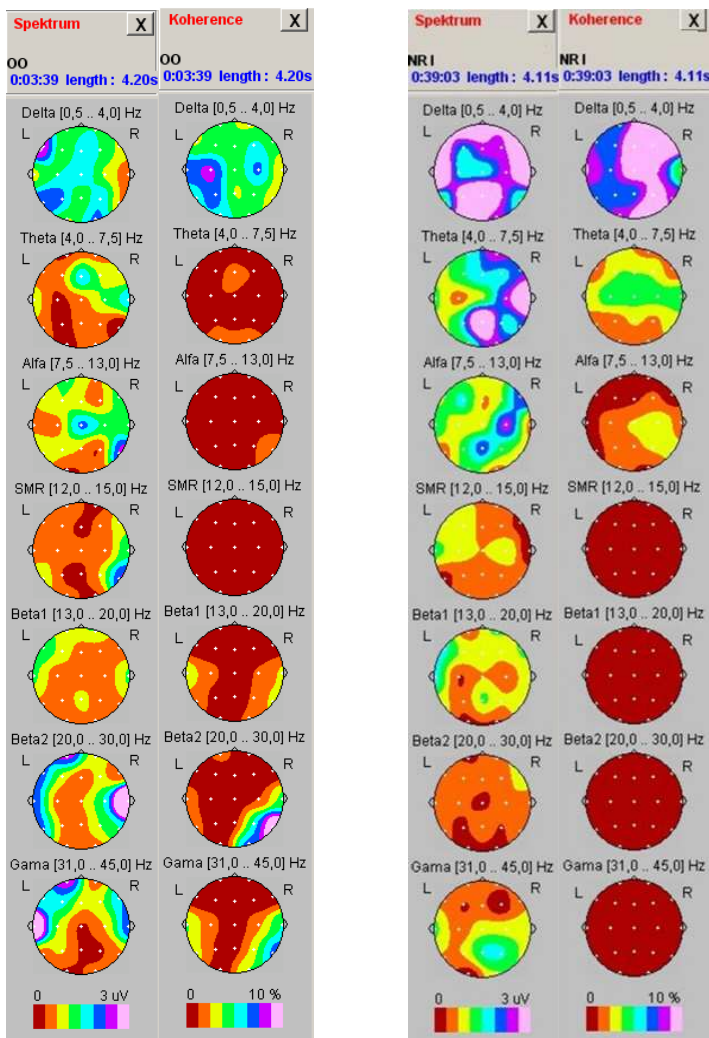 Spektrum X
OO
0:03:39 length : 4.20s
Delta [0,5 .. 4,0] Hz
L R
Theta [4,0 .. 7,5] Hz
L R
Alfa [7,5 .. 13,0] Hz
L R
SMR [12,0 .. 15,0] Hz
L R
Beta1 [13,0 .. 20,0] Hz
L R
Beta2 [20,0 .. 30,0] Hz
L R
Gama [31,0 .. 45,0] Hz
L R
0 3 uV
Koherence X
OO
0:03:39 length : 4.20s
Delta [0,5 .. 4,0] Hz
L R
Theta [4,0 .. 7,5] Hz
L R
Alfa [7,5 .. 13,0] Hz
L R
SMR [12,0 .. 15,0] Hz
L R
Beta1 [13,0 .. 20,0] Hz
L R
Beta2 [20,0 .. 30,0] Hz
L R
Gama [31,0 .. 45,0] Hz
L R
0 10 %
Spektrum X
NR I
0:39:03 length : 4.11s
Delta [0,5 .. 4,0] Hz
L R
Theta [4,0 .. 7,5] Hz
L R
Alfa [7,5 .. 13,0] Hz
L R
SMR [12,0 .. 15,0] Hz
L R
Beta1 [13,0 .. 20,0] Hz
L R
Beta2 [20,0 .. 30,0] Hz
L R
Gama [31,0 .. 45,0] Hz
L R
0 3 uV
Koherence X
NR I
0:39:03 length : 4.11s
Delta [0,5 .. 4,0] Hz
L R
Theta [4,0 .. 7,5] Hz
L R
Alfa [7,5 .. 13,0] Hz
L R
SMR [12,0 .. 15,0] Hz
L R
Beta1 [13,0 .. 20,0] Hz
L R
Beta2 [20,0 .. 30,0] Hz
L R
Gama [31,0 .. 45,0] Hz
L R
0 10 %